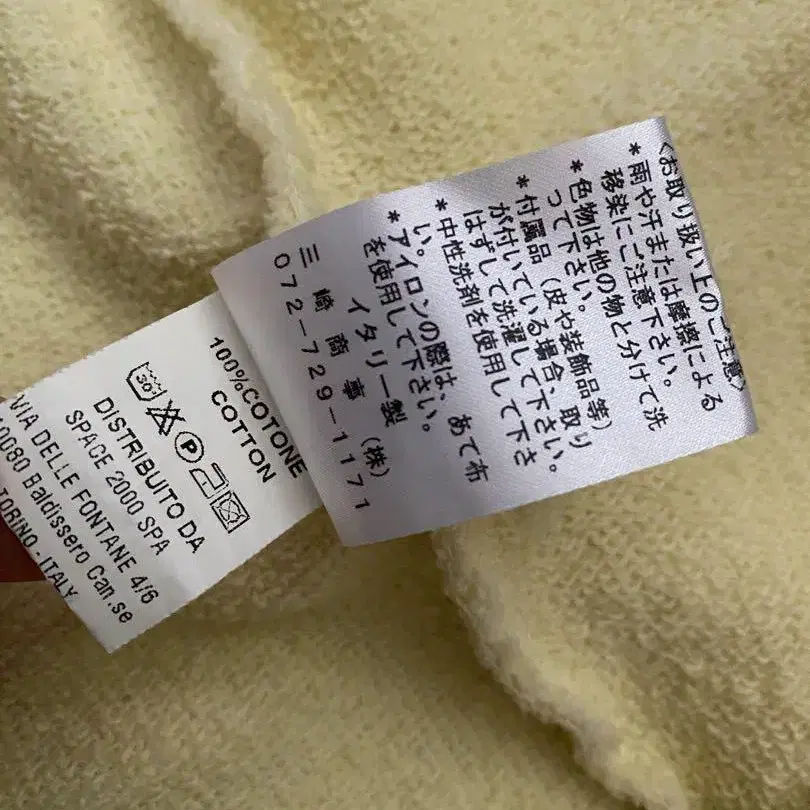 〈お取り扱い上のご注意〉
*雨や汗または摩擦による
移染にご注意下さい。
*色物は他の物と分けて洗
って下さい。
*付属品(皮や装飾品等)
が付いている場合、取り
はずして洗濯して下さい。
中性洗剤を使用して下さ
い。
*アイロンの際は、あて布
を使用して下さい。
イタリー製
三崎商事(株)
072-729-1171
100%COTONE
COTTON
30
P
DISTRIBUITO DA
SPACE 2000 SPA
VIA DELLE FONTANE 4/6
10080 Baldissero Can.se
TORINO - ITALY